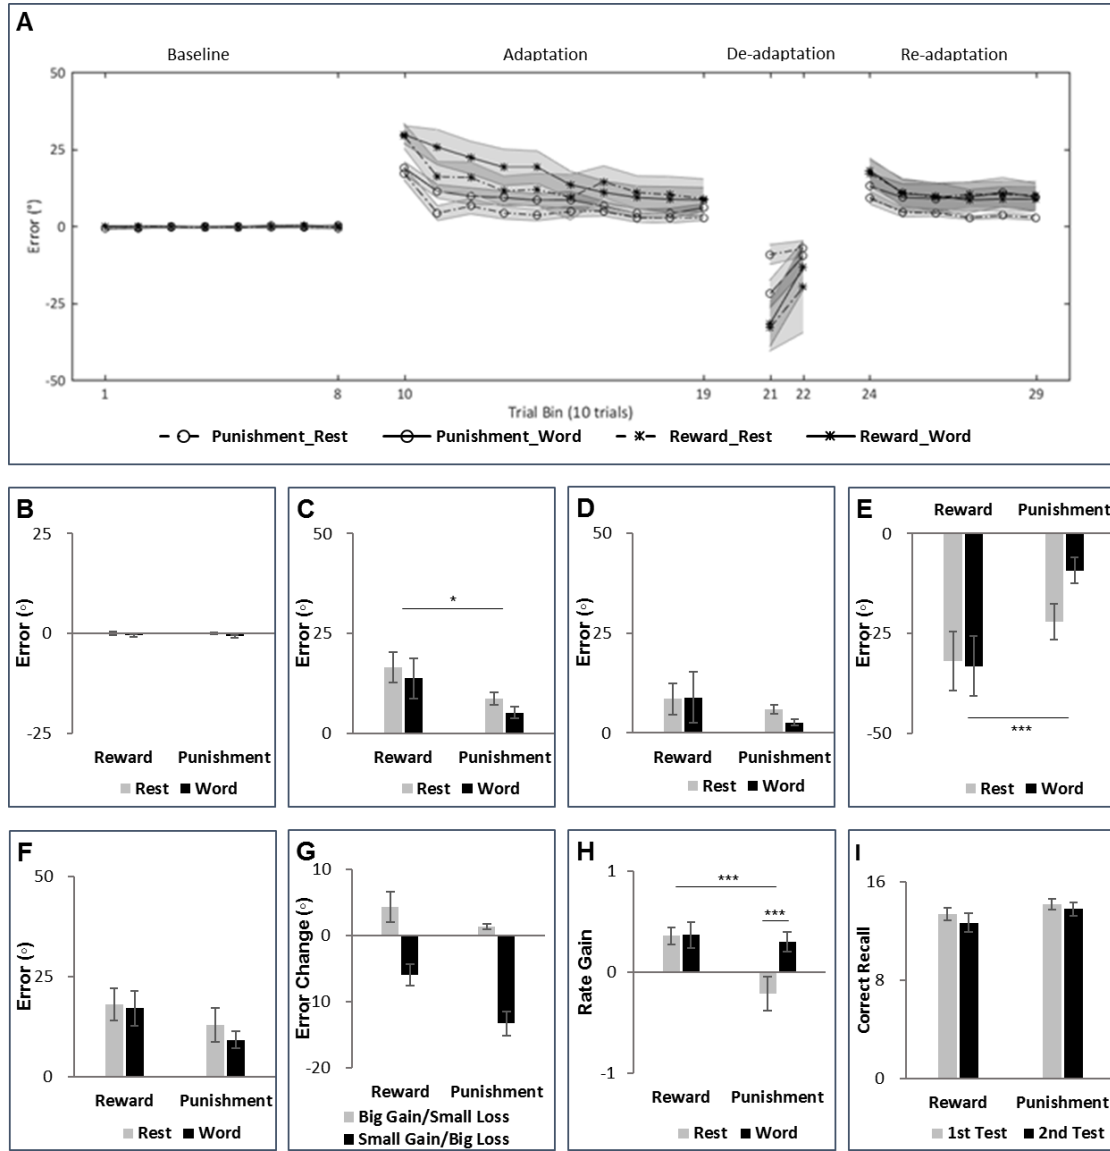 A
Baseline Adaptation De-adaptation Re-adaptation
50
25
0
-25
-50
Error (°)
1 8 10 19 21 22 24 29
Trial Bin (10 trials)
Punishment_Rest Punishment_Word Reward_Rest Reward_Word
B
25
0
-25
Error (○)
Reward Punishment
Rest Word
C
50
25
0
Error (○)
*
Reward Punishment
Rest Word
D
50
25
0
Error (○)
Reward Punishment
Rest Word
E
Reward Punishment
0
-25
-50
Error (○)
***
Rest Word
F
50
25
0
Error (○)
Reward Punishment
Rest Word
G
10
0
-10
-20
Error Change (○)
Reward Punishment
Big Gain/Small Loss
Small Gain/Big Loss
H
1
0
-1
Rate Gain
***
***
Reward Punishment
Rest Word
I
16
8
0
Correct Recall
Reward Punishment
1st Test 2nd Test